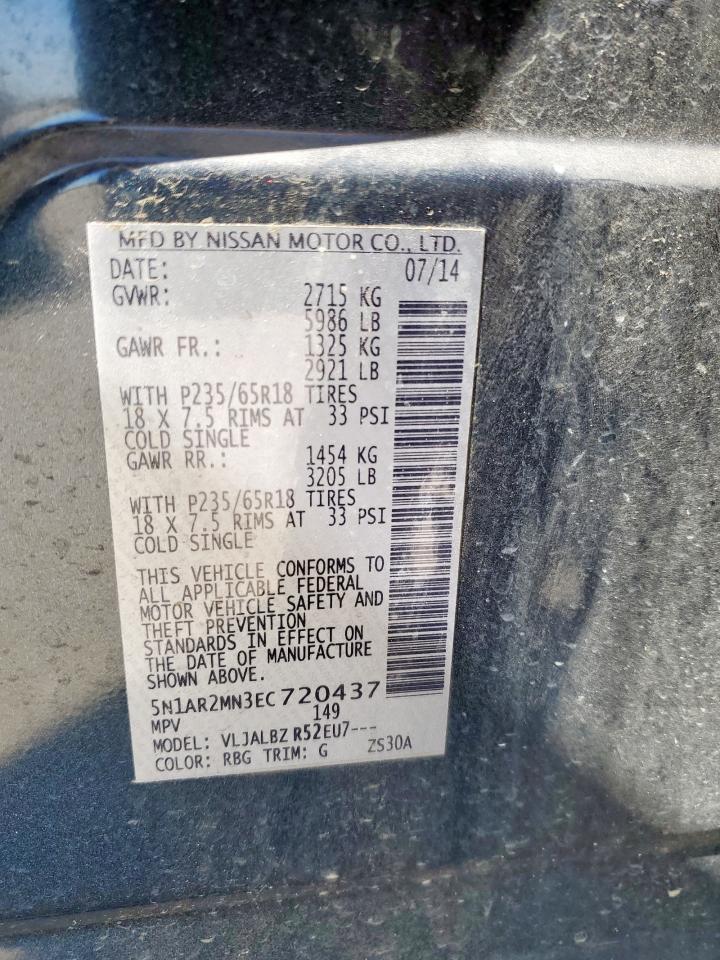 MFD BY NISSAN MOTOR CO., LTD.
DATE: 07/14
GVWR: 2715 KG
5986 LB
GAWR FR.: 1325 KG
2921 LB
WITH P235/65R18 TIRES
18 X 7.5 RIMS AT 33 PSI
COLD SINGLE
GAWR RR.: 1454 KG
3205 LB
WITH P235/65R18 TIRES
18 X 7.5 RIMS AT 33 PSI
COLD SINGLE
THIS VEHICLE CONFORMS TO
ALL APPLICABLE FEDERAL
MOTOR VEHICLE SAFETY AND
THEFT PREVENTION
STANDARDS IN EFFECT ON
THE DATE OF MANUFACTURE
SHOWN ABOVE.
5N1AR2MN3EC720437
MPV 149
MODEL: VLJALBZ R52EU7---
COLOR: RBG TRIM: G ZS30A